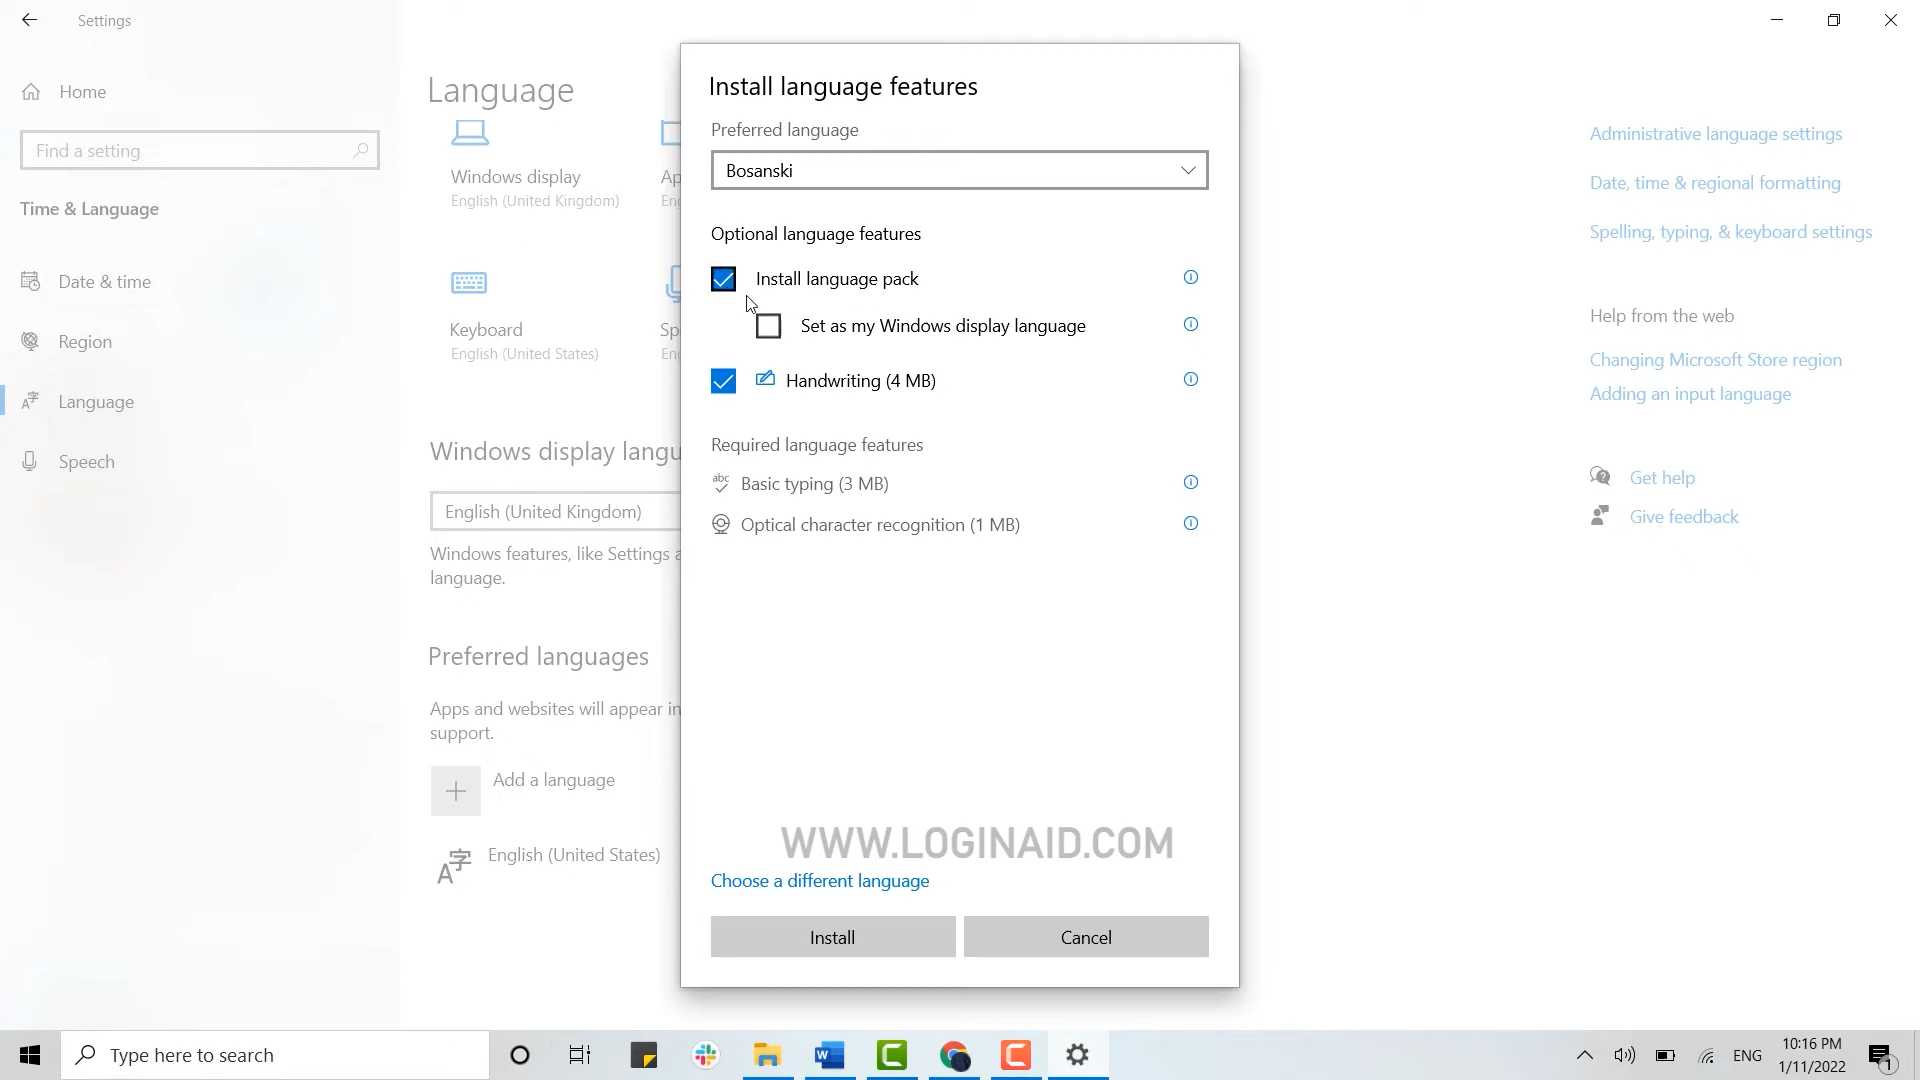 Settings
Home
Find a setting
Time & Language
Date & time
Region
Language
Speech
Language
Windows display
English (United Kingdom)
Ap
Eng
Keyboard
English (United States)
Sp
Eng
Windows display langu
English (United Kingdom)
Windows features, like Settings a
language.
Preferred languages
Apps and websites will appear in
support.
Add a language
English (United States)
Install language features
Preferred language
Bosanski
Optional language features
Install language pack
Set as my Windows display language
Handwriting (4 MB)
Required language features
abc
Basic typing (3 MB)
Optical character recognition (1 MB)
WWW.LOGINAID.COM
Choose a different language
Install
Cancel
Administrative language settings
Date, time & regional formatting
Spelling, typing, & keyboard settings
Help from the web
Changing Microsoft Store region
Adding an input language
Get help
Give feedback
Type here to search
ENG
10:16 PM
1/11/2022
1